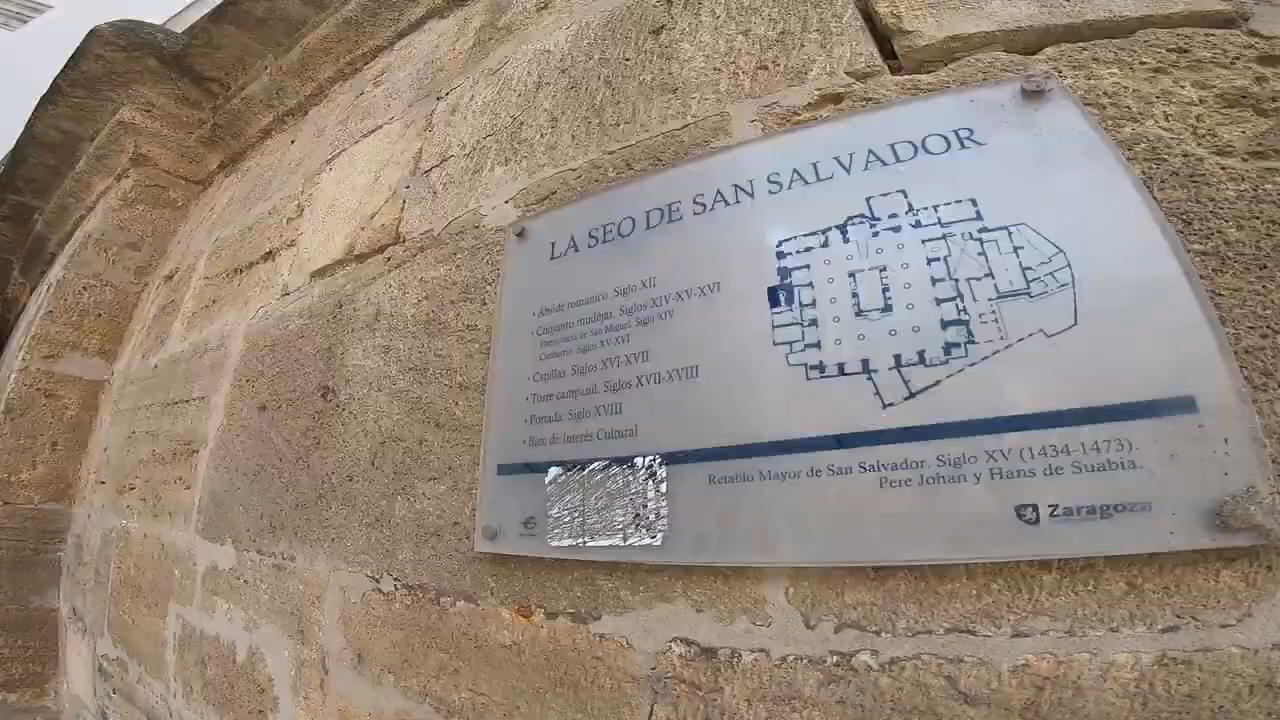 LA SEO DE SAN SALVADOR
• Ábside románico. Siglo XII
• Conjunto mudéjar. Siglos XIV-XV-XVI
Parroquieta de San Miguel. Siglo XIV
Cimborrio. Siglos XV-XVI
• Capillas. Siglos XVI-XVII
• Torre campanil. Siglos XVII-XVIII
• Portada. Siglo XVIII
• Bien de Interés Cultural
Retablo Mayor de San Salvador. Siglo XV (1434-1473).
Pere Johan y Hans de Suabia.
Zaragoza